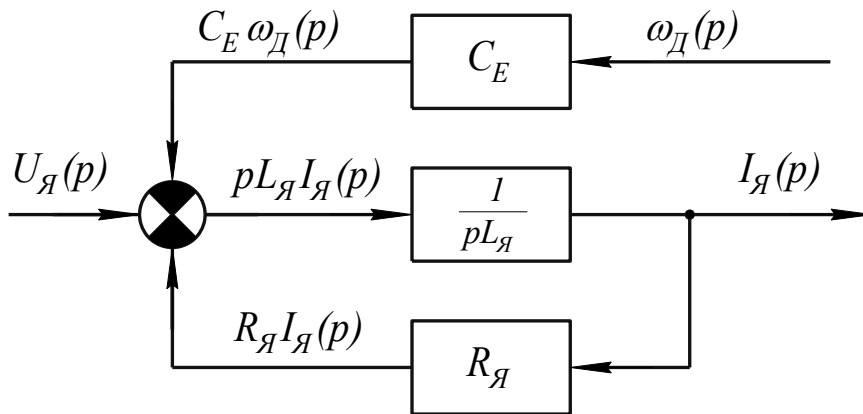 C_E ω_Д(p)
C_E
ω_Д(p)
U_Я(p)
pL_Я I_Я(p)
1
pL_Я
I_Я(p)
R_Я I_Я(p)
R_Я